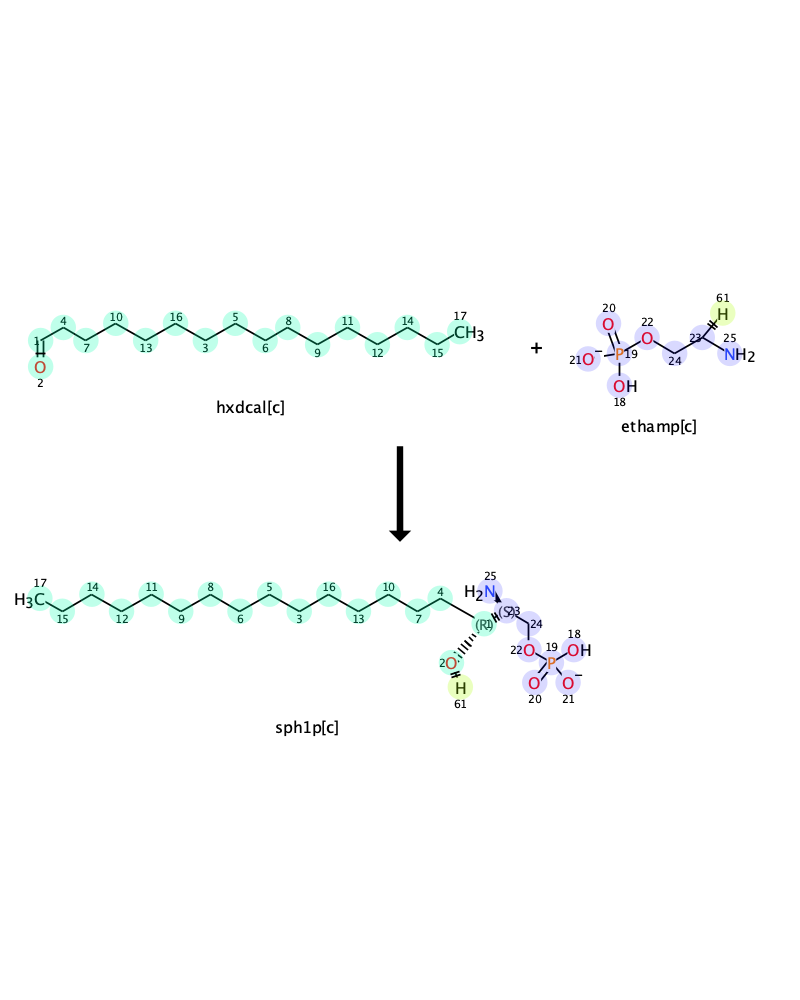 17
4 10 16 5 8 11 14 CH3
1 7 13 3 6 9 12 15
O
2
hxdcal[c]
+
61
H
20
O 22 O 23 25
21 O− P 19 24 NH2
OH
18
ethamp[c]
17
H3C 14 11 8 5 16 10 4
15 12 9 6 3 13 7
25
H2N
(R) 1 (S) 23
24
2 O
H
61
22 O 19 P 18 OH
O O−
20 21
sph1p[c]